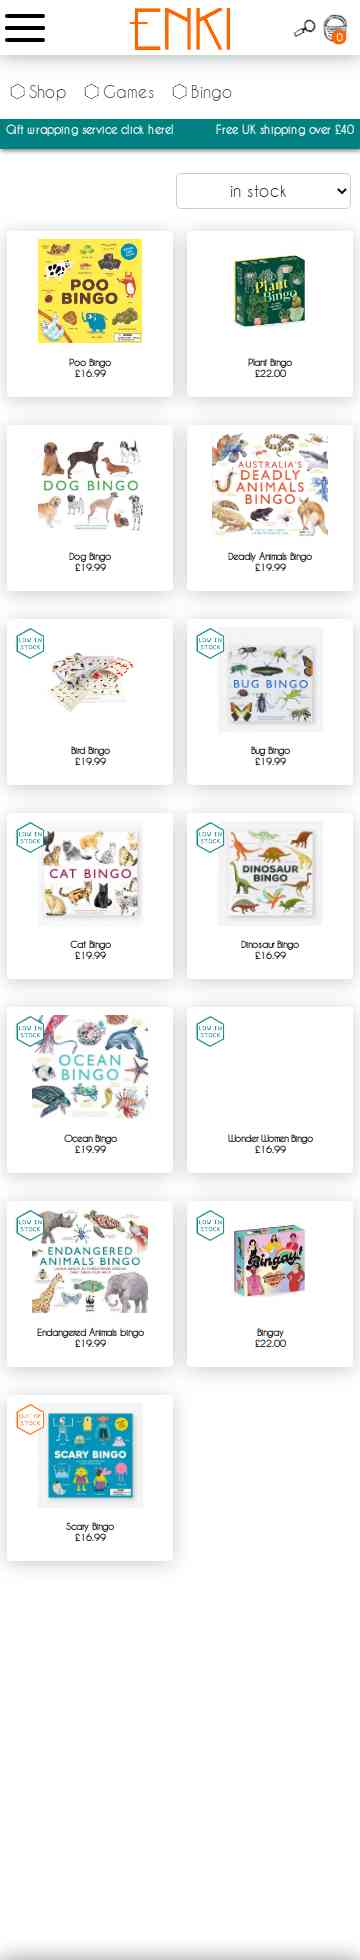 ENKI
0
Shop Games Bingo
Gift wrapping service click here! Free UK shipping over £40
in stock
POO BINGO
Poo Bingo
£16.99
Plant Bingo
Plant Bingo
£22.00
DOG BINGO
Dog Bingo
£19.99
AUSTRALIA'S
DEADLY
ANIMALS
BINGO
Deadly Animals Bingo
£19.99
LOW IN
STOCK
Bird Bingo
£19.99
LOW IN
STOCK
BUG BINGO
Bug Bingo
£19.99
LOW IN
STOCK
CAT BINGO
Cat Bingo
£19.99
LOW IN
STOCK
DINOSAUR
BINGO
Dinosaur Bingo
£16.99
LOW IN
STOCK
OCEAN
BINGO
Ocean Bingo
£19.99
LOW IN
STOCK
Wonder Women Bingo
£16.99
LOW IN
STOCK
ENDANGERED
ANIMALS BINGO
WWF
Endangered Animals bingo
£19.99
LOW IN
STOCK
Bingay!
Bingay
£22.00
OUT OF
STOCK
SCARY BINGO
Scary Bingo
£16.99